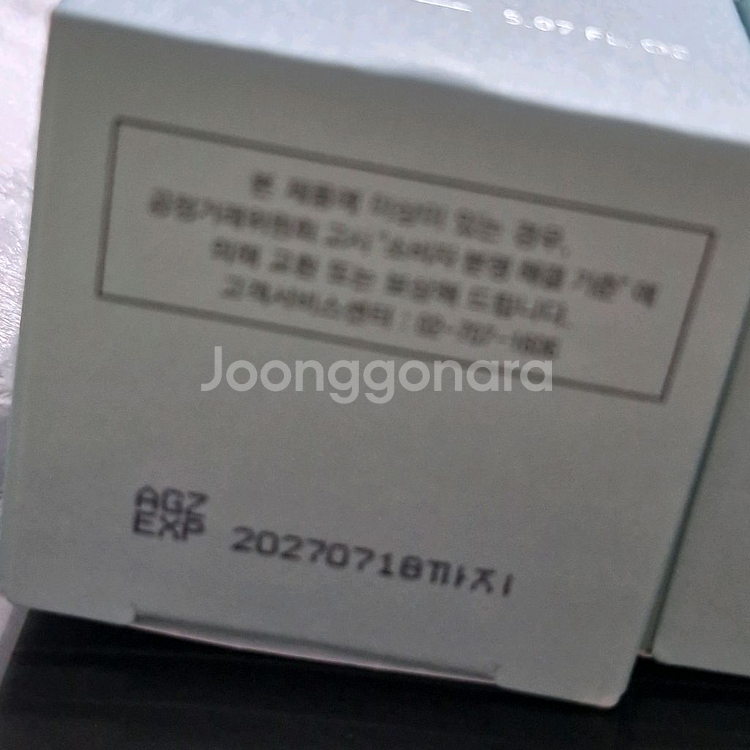 5.07 FL. OZ
본 제품에 이상이 있는 경우,
공정거래위원회 고시 "소비자 분쟁 해결 기준" 에
의해 교환 또는 보상해 드립니다.
고객서비스센터 : 02-
Joonggonara
AGZ
EXP 20270718까지